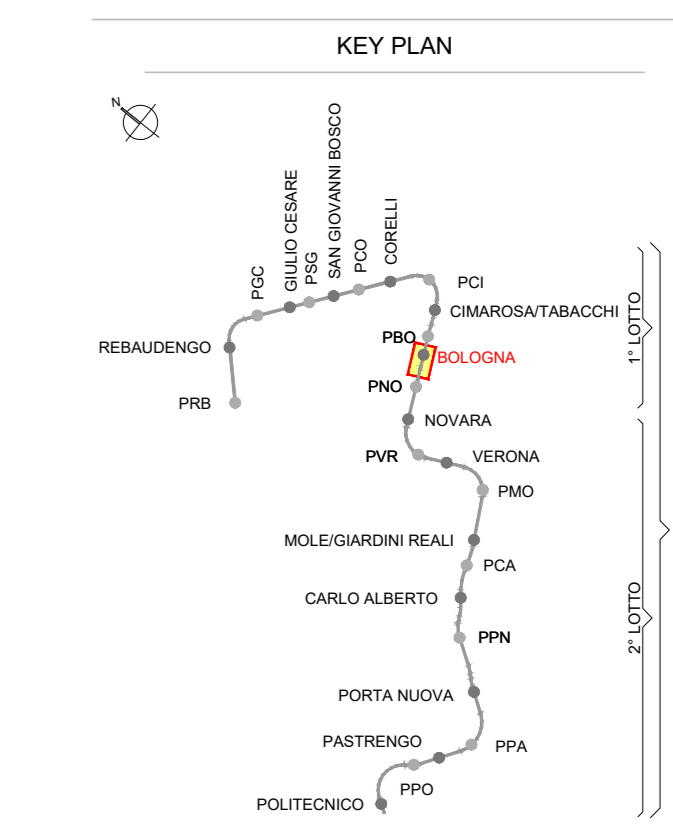 KEY PLAN
N
PGC
GIULIO CESARE
PSG
SAN GIOVANNI BOSCO
PCO
CORELLI
PCI
CIMAROSA/TABACCHI
REBAUDENGO
PBO
BOLOGNA
PRB
PNO
NOVARA
1° LOTTO
PVR
VERONA
PMO
MOLE/GIARDINI REALI
PCA
CARLO ALBERTO
PPN
2° LOTTO
PORTA NUOVA
PASTRENGO
PPA
PPO
POLITECNICO